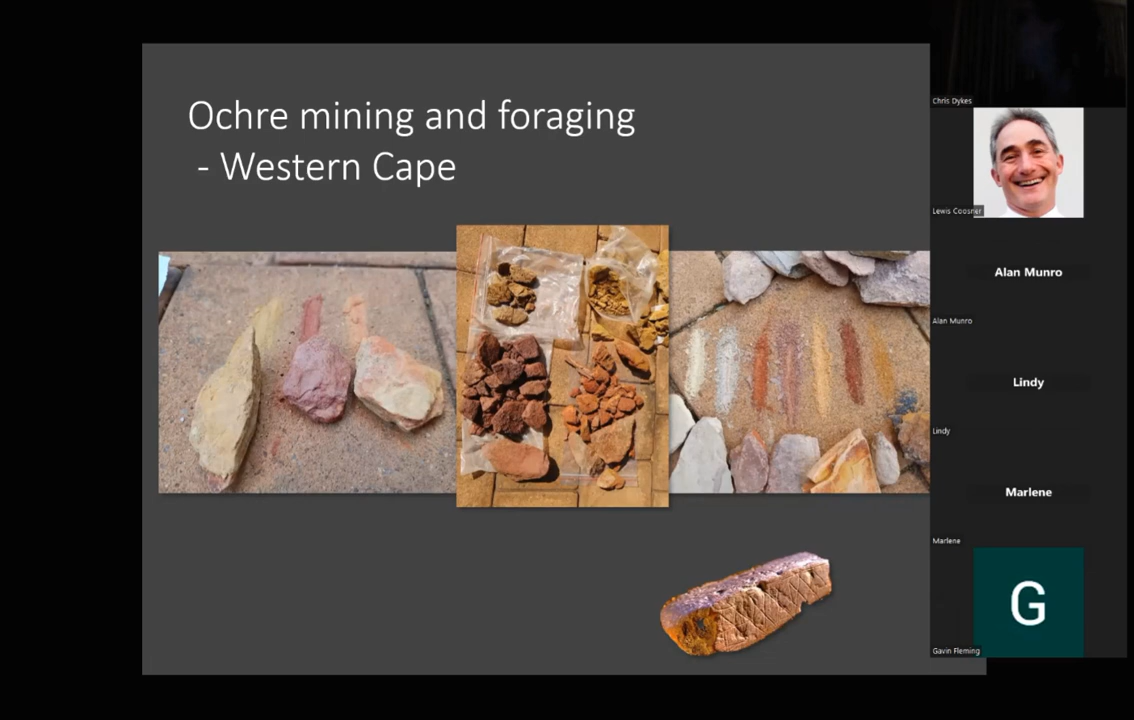 Ochre mining and foraging
- Western Cape
Chris Dykes
Lewis Coosner
Alan Munro
Alan Munro
Lindy
Lindy
Marlene
Marlene
G
Gavin Fleming